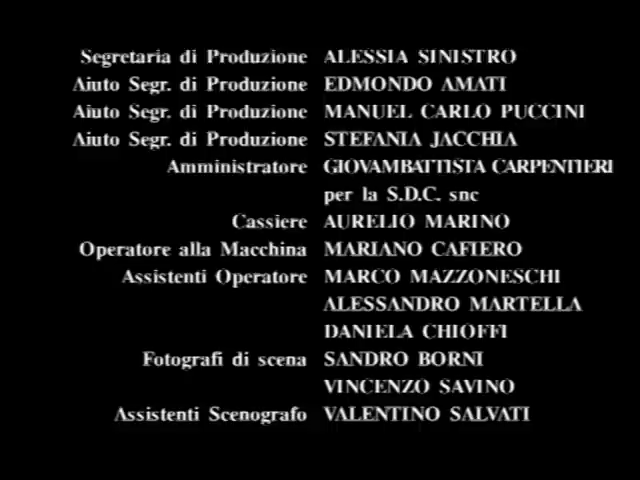 Segretaria di Produzione ALESSIA SINISTRO
Aiuto Segr. di Produzione EDMONDO AMATI
Aiuto Segr. di Produzione MANUEL CARLO PUCCINI
Aiuto Segr. di Produzione STEFANIA JACCHIA
Amministratore GIOVAMBATTISTA CARPENTIERI
per la S.D.C. snc
Cassiere AURELIO MARINO
Operatore alla Macchina MARIANO CAFIERO
Assistenti Operatore MARCO MAZZONESCHI
ALESSANDRO MARTELLA
DANIELA CHIOFFI
Fotografi di scena SANDRO BORNI
VINCENZO SAVINO
Assistenti Scenografo VALENTINO SALVATI